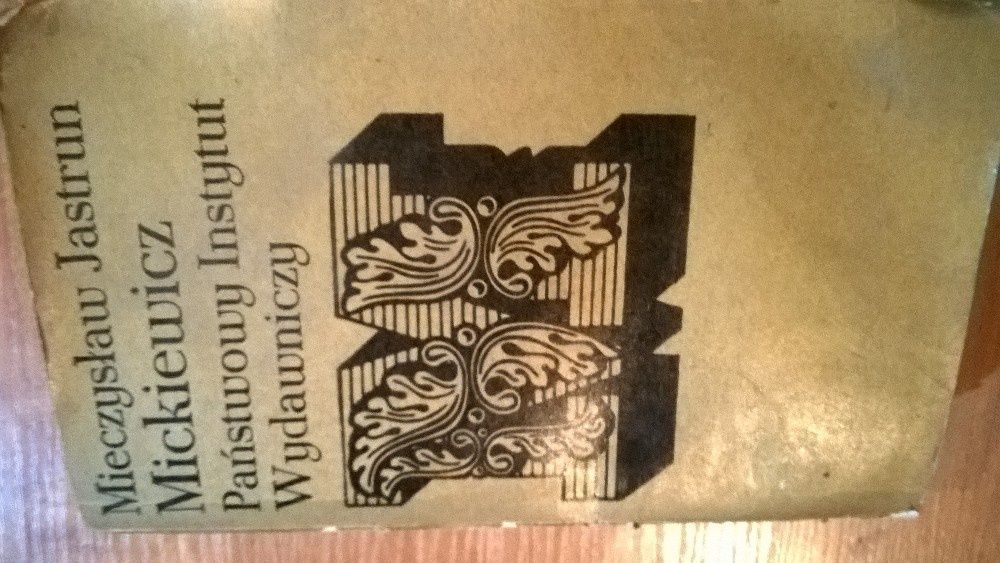 Mieczysław Jastrun
Mickiewicz
Państwowy Instytut
Wydawniczy
M